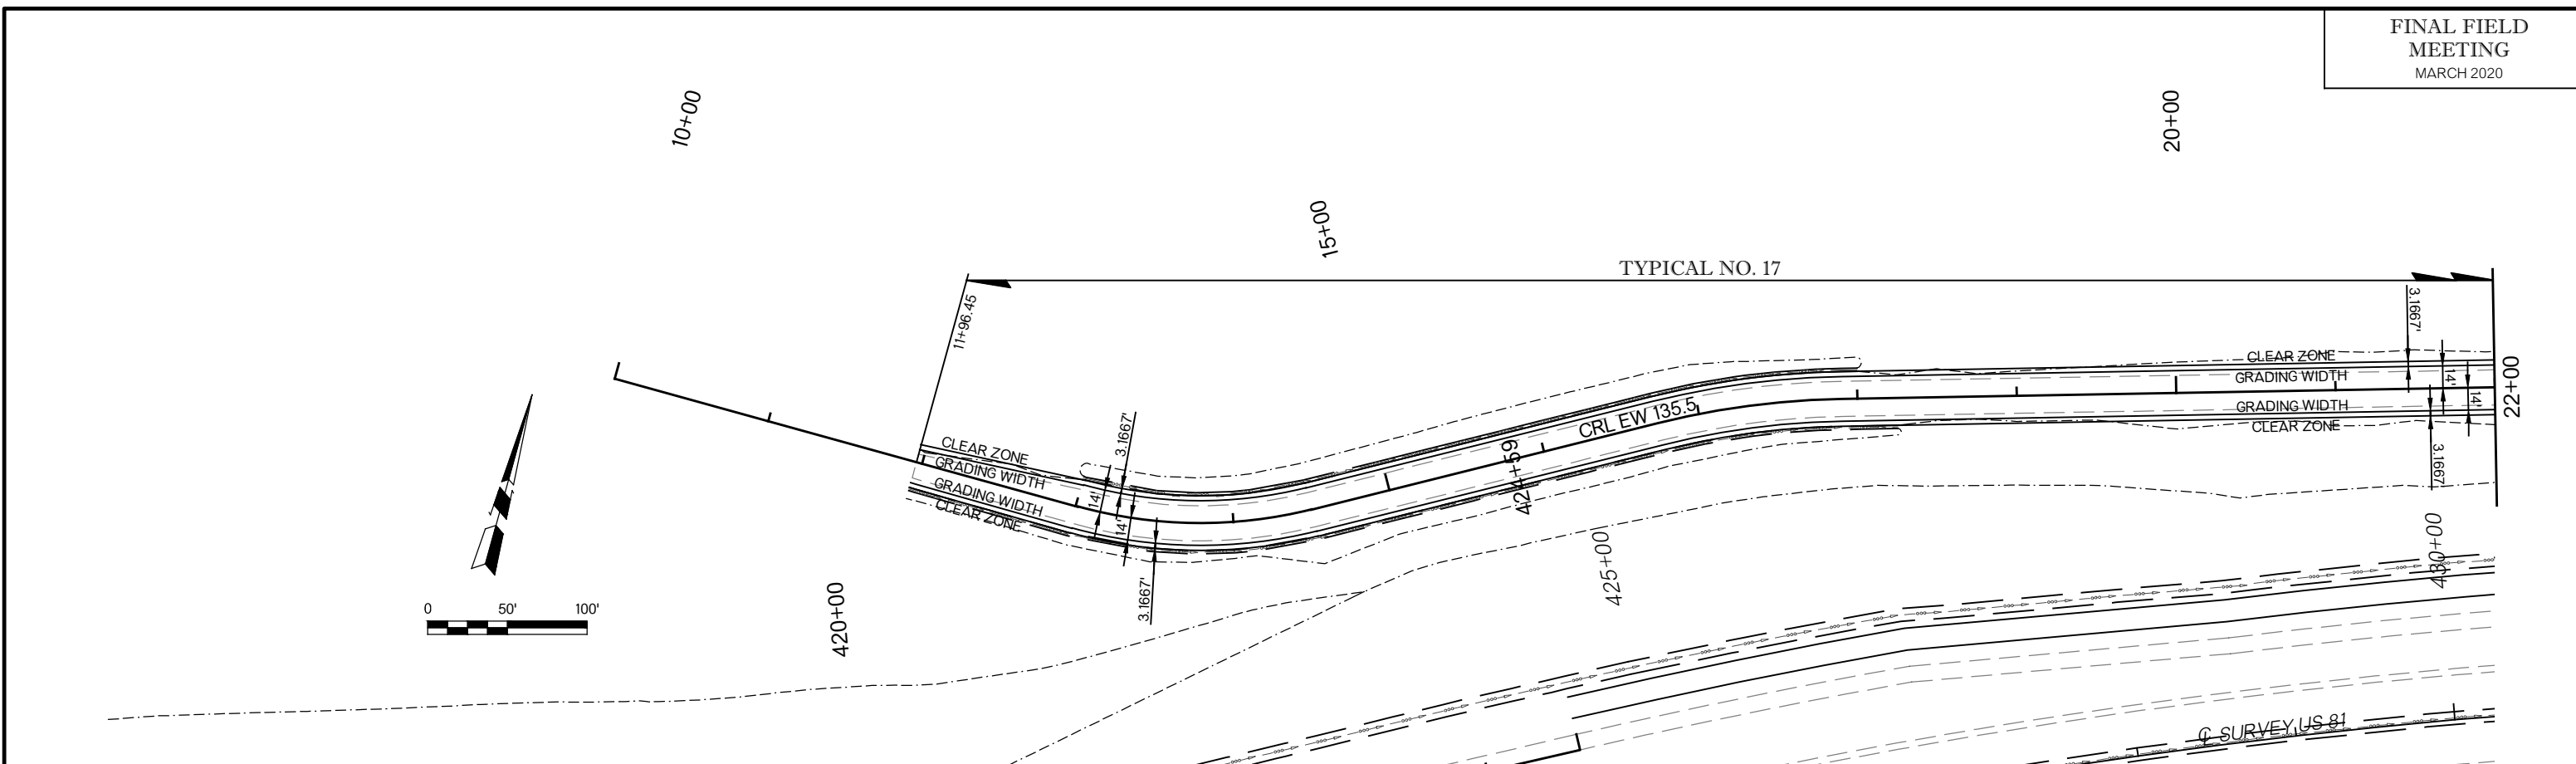 FINAL FIELD
MEETING
MARCH 2020
10+00
20+00
15+00
TYPICAL NO. 17
11+96.45
3.1667'
CLEAR ZONE
GRADING WIDTH
14'
22+00
GRADING WIDTH
14'
CLEAR ZONE
3.1667'
CRL EW 135.5
CLEAR ZONE
3.1667'
GRADING WIDTH
14'
GRADING WIDTH
14'
CLEAR ZONE
3.1667'
424+59
425+00
430+00
420+00
0 50' 100'
℄ SURVEY US 81